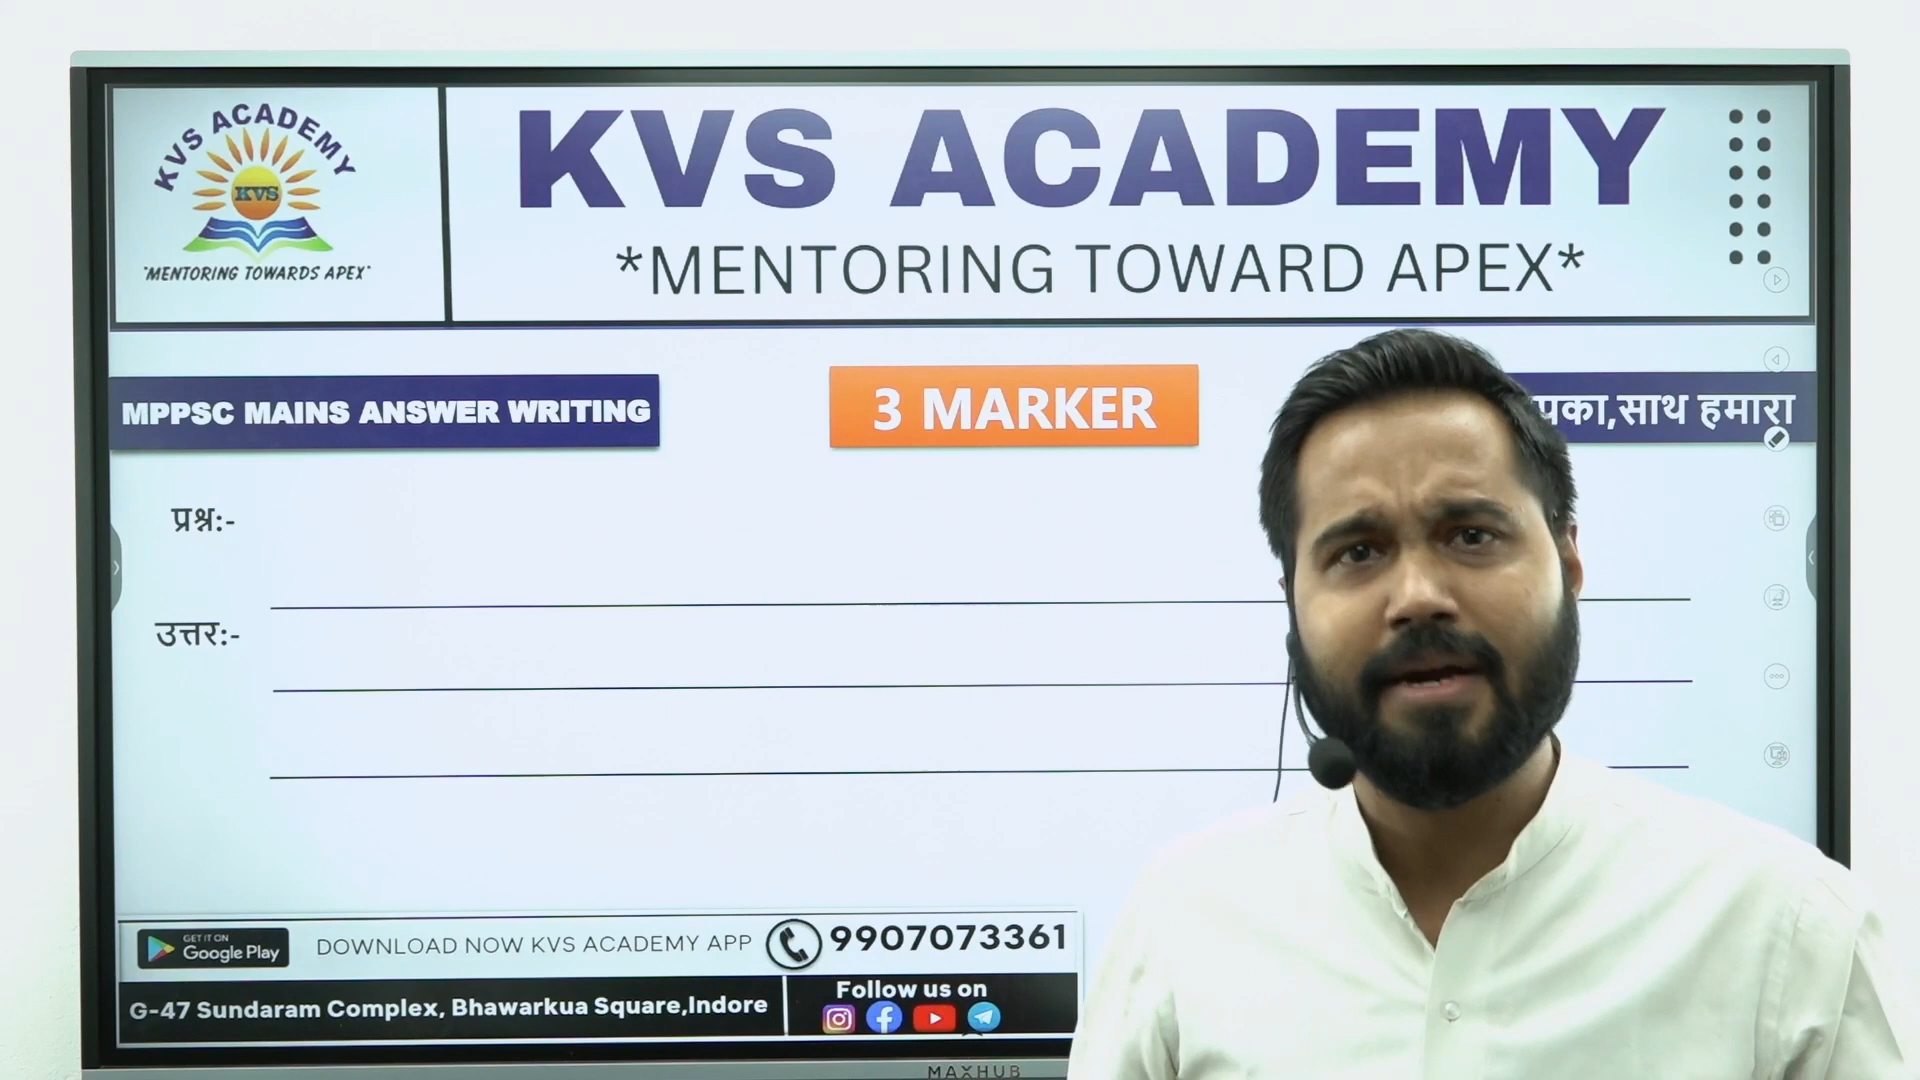 KVS ACADEMY
KVS
"MENTORING TOWARDS APEX"
KVS ACADEMY
*MENTORING TOWARD APEX*
MPPSC MAINS ANSWER WRITING
3 MARKER
साथ हमारा
प्रश्न:-
उत्तर:-
GET IT ON
Google Play
DOWNLOAD NOW KVS ACADEMY APP
9907073361
G-47 Sundaram Complex, Bhawarkua Square,Indore
Follow us on
MAXHUB